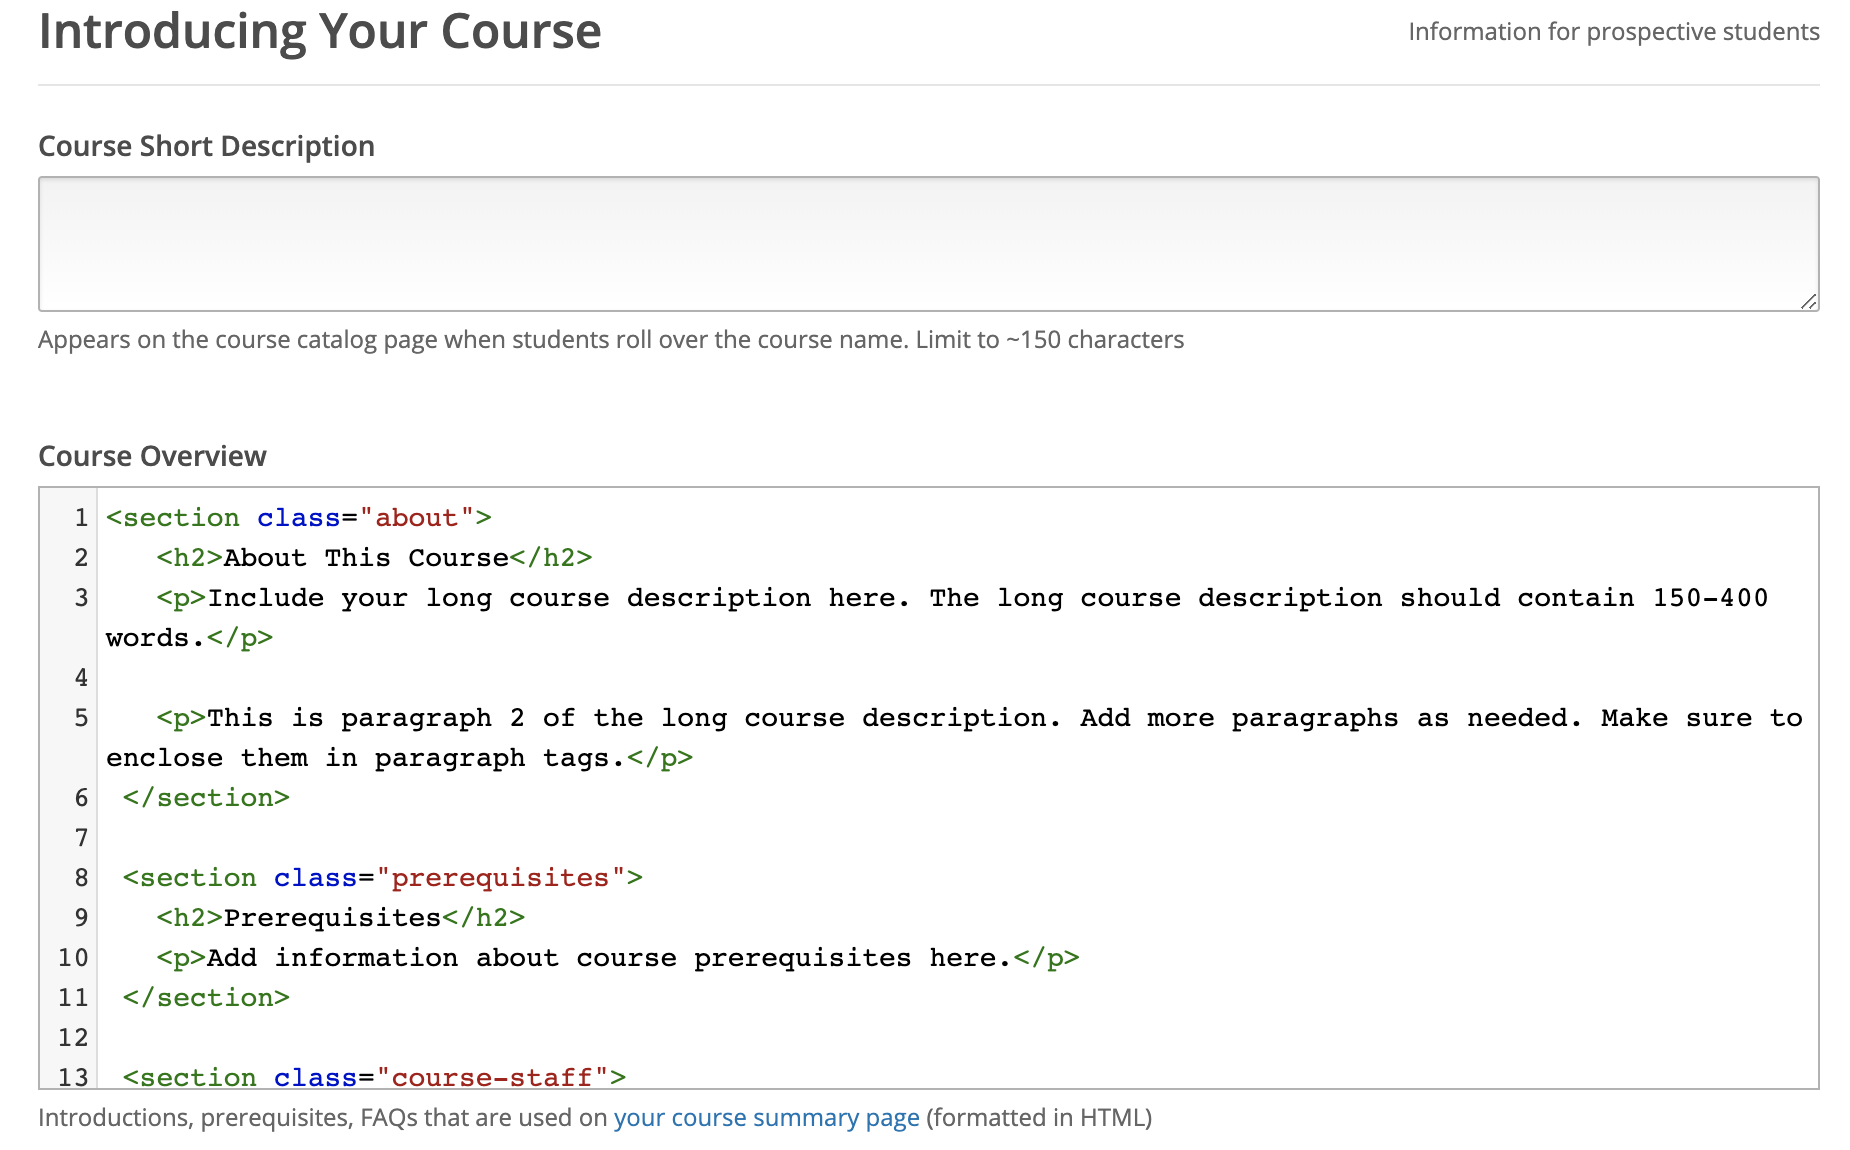 Introducing Your Course
Information for prospective students
Course Short Description
Appears on the course catalog page when students roll over the course name. Limit to ~150 characters
Course Overview
1 <section class="about">
2 <h2>About This Course</h2>
3 <p>Include your long course description here. The long course description should contain 150-400
words.</p>
4
5 <p>This is paragraph 2 of the long course description. Add more paragraphs as needed. Make sure to
enclose them in paragraph tags.</p>
6 </section>
7
8 <section class="prerequisites">
9 <h2>Prerequisites</h2>
10 <p>Add information about course prerequisites here.</p>
11 </section>
12
13 <section class="course-staff">
Introductions, prerequisites, FAQs that are used on your course summary page (formatted in HTML)